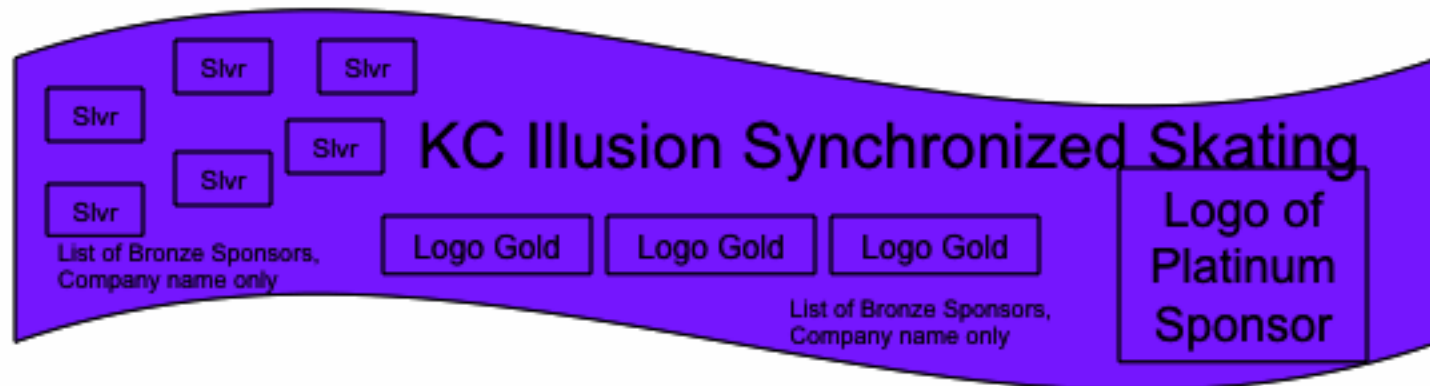 Slvr
Slvr
Slvr
Slvr
Slvr
Slvr
List of Bronze Sponsors,
Company name only
KC Illusion Synchronized Skating
Logo Gold
Logo Gold
Logo Gold
List of Bronze Sponsors,
Company name only
Logo of
Platinum
Sponsor